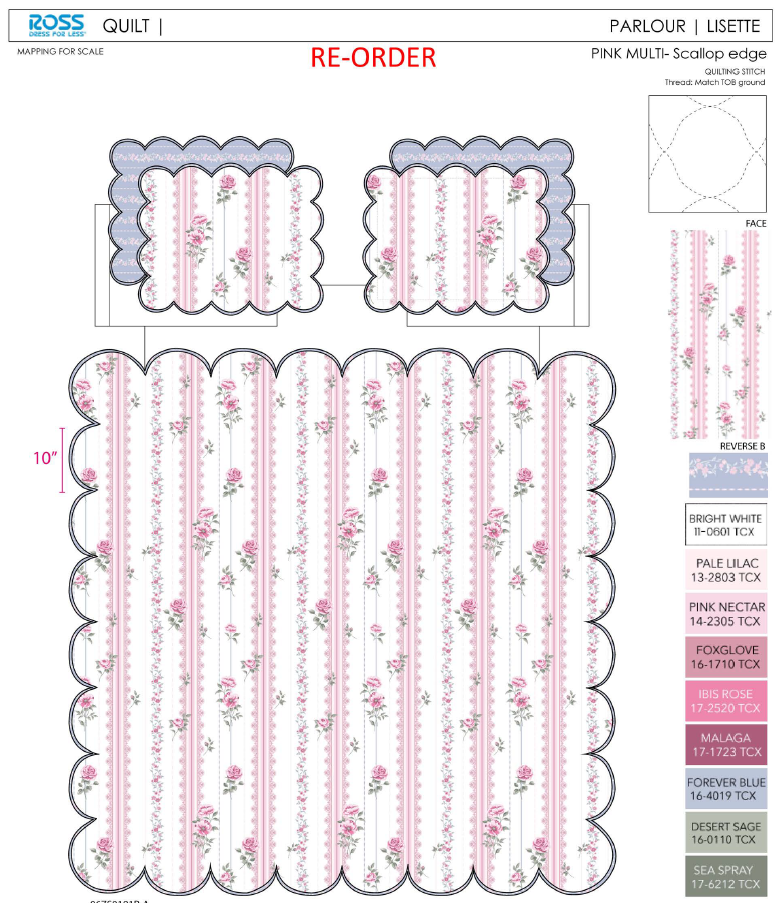 ROSS
DRESS FOR LESS
QUILT |
PARLOUR | LISETTE
MAPPING FOR SCALE
RE-ORDER
PINK MULTI- Scallop edge
QUILTING STITCH
Thread: Match TOB ground
FACE
10"
REVERSE B
BRIGHT WHITE
11-0601 TCX
PALE LILAC
13-2803 TCX
PINK NECTAR
14-2305 TCX
FOXGLOVE
16-1710 TCX
IBIS ROSE
17-2520 TCX
MALAGA
17-1723 TCX
FOREVER BLUE
16-4019 TCX
DESERT SAGE
16-0110 TCX
SEA SPRAY
17-6212 TCX